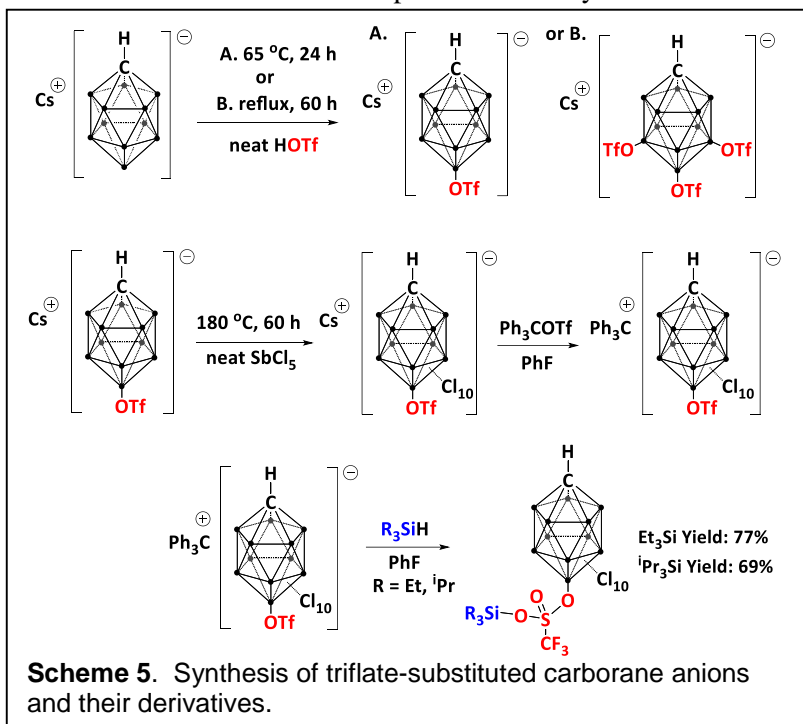 H
C
Cs⊕
⊖
A. 65 °C, 24 h
or
B. reflux, 60 h
neat HOTf
A.
H
C
Cs⊕
⊖
OTf
or B.
H
C
Cs⊕
⊖
TfO
OTf
OTf
H
C
Cs⊕
⊖
OTf
180 °C, 60 h
neat SbCl₅
H
C
Cs⊕
⊖
Cl₁₀
OTf
Ph₃COTf
PhF
H
C
Ph₃C⊕
⊖
Cl₁₀
OTf
H
C
Ph₃C⊕
⊖
Cl₁₀
OTf
R₃SiH
PhF
R = Et, ⁱPr
H
C
Cl₁₀
O
O
R₃Si
O
S
CF₃
Et₃Si Yield: 77%
ⁱPr₃Si Yield: 69%
Scheme 5. Synthesis of triflate-substituted carborane anions
and their derivatives.